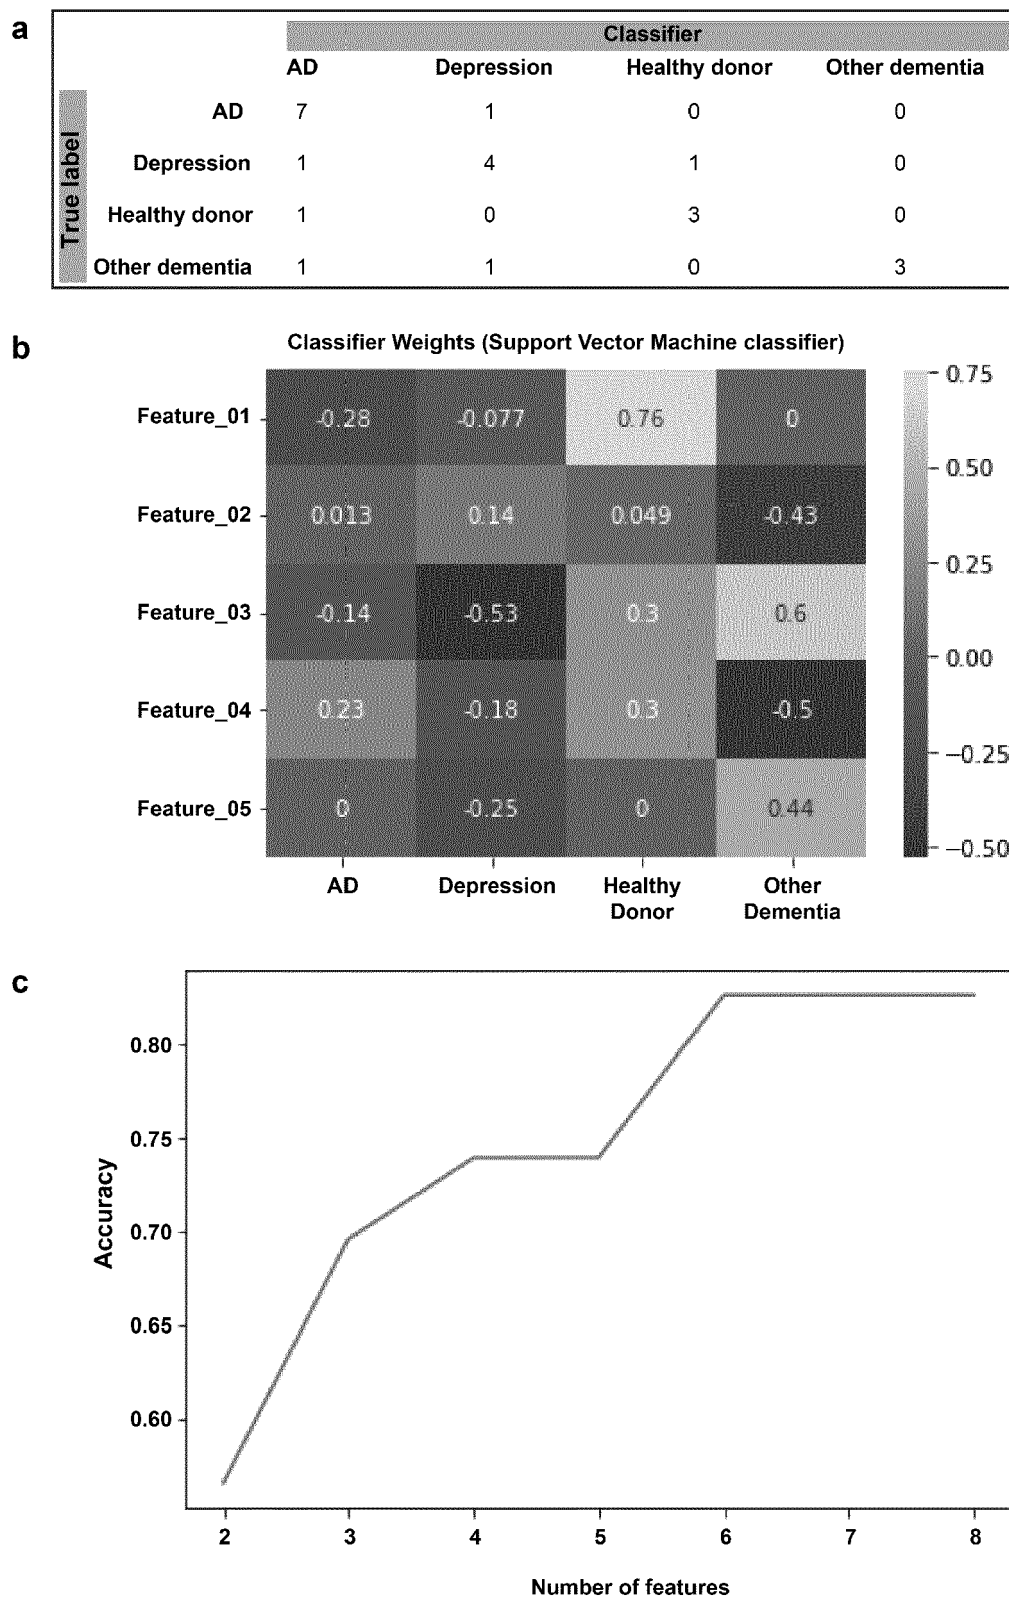 a
Classifier
AD Depression Healthy donor Other dementia
True label
AD 7 1 0 0
Depression 1 4 1 0
Healthy donor 1 0 3 0
Other dementia 1 1 0 3
b
Classifier Weights (Support Vector Machine classifier)
Feature_01 -0.28 -0.077 0.76 0
Feature_02 0.013 0.14 0.049 -0.43
Feature_03 -0.14 -0.53 0.3 0.6
Feature_04 0.23 -0.18 0.3 -0.5
Feature_05 0 -0.25 0 0.44
AD Depression Healthy Other
Donor Dementia
0.75
0.50
0.25
0.00
−0.25
−0.50
c
Accuracy
0.80
0.75
0.70
0.65
0.60
2 3 4 5 6 7 8
Number of features